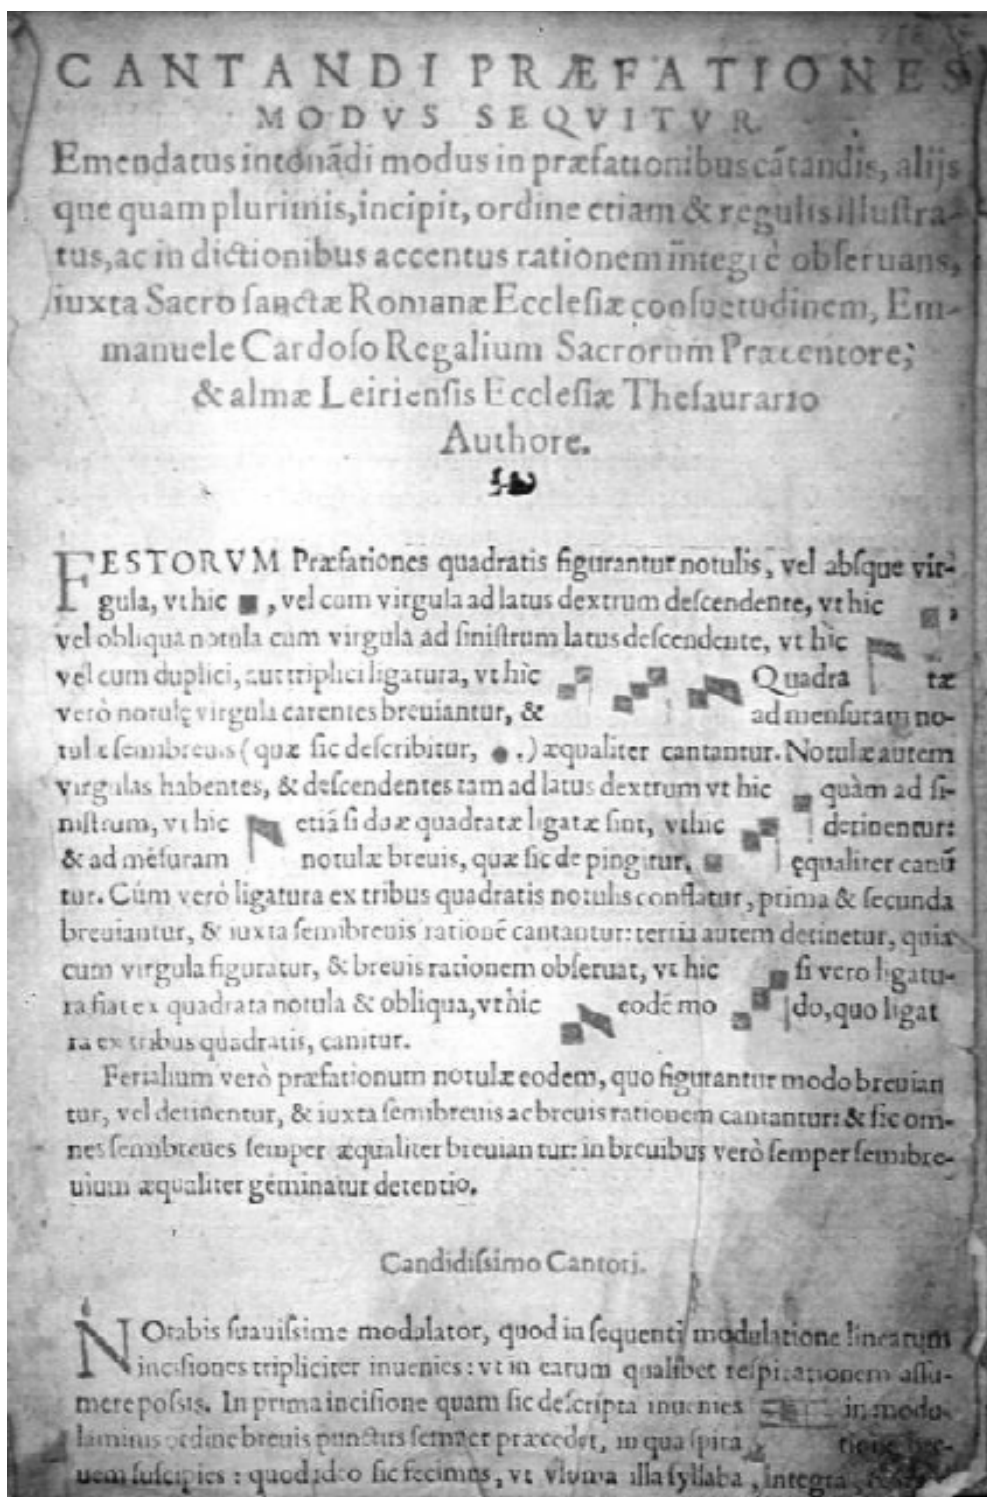 CANTANDI PRÆFATIONES
MODVS SEQVITVR
Emendatus intonãdi modus in præfationibus cãtandis, alijs
que quam plurimis, incipit, ordine etiam & regulis illuſtra-
tus, ac in dictionibus accentus rationem integrè obſeruans,
iuxta Sacro ſanctæ Romanæ Eccleſiæ conſuetudinem, Em-
manuele Cardoſo Regalium Sacrorum Præcentore;
& almæ Leirienſis Eccleſiæ Theſaurario
Authore.
FESTORVM Præfationes quadratis figurantur notulis, vel abſque vir-
gula, vt hic ■, vel cum virgula ad latus dextrum deſcendente, vt hic ,
vel obliqua notula cum virgula ad ſiniſtrum latus deſcendente, vt hìc
vel cum duplici, aut triplici ligatura, vt hìc Quadra tæ
verò notulę virgula carentes breuiantur, & ad menſuram no-
tulæ ſemibreuis (quæ ſic deſcribitur, ● .) æqualiter cantantur. Notulæ autem
virgulas habentes, & deſcendentes tam ad latus dextrum vt hic quàm ad ſi-
niſtrum, vt hic etiã ſi duæ quadratæ ligatæ ſint, vt hic detinentur:
& ad mẽſuram notulæ breuis, quæ ſic de pingitur, ęqualiter canũ
tur. Cúm verò ligatura ex tribus quadratis notulis conflatur, prima & ſecunda
breuiantur, & iuxta ſemibreuis rationẽ cantantur: tertia autem detinetur, quia
cum virgula figuratur, & breuis rationem obſeruat, vt hic ſi vero ligatu-
ra fiat ex quadrata notula & obliqua, vt hìc eodẽ mo do, quo ligat
ra ex tribus quadratis, canitur.
Ferialium verò præfationum notulæ eodem, quo figurantur modo breuian
tur, vel detinentur, & iuxta ſemibreuis ac breuis rationem cantantur: & ſic om-
nes ſemibreues ſemper æqualiter breuian tur: in breuibus verò ſemper ſemibre-
uium æqualiter geminatur detentio.
Candidiſsimo Cantori.
NOtabis ſuauiſsime modulator, quod in ſequenti modulatione linearum
inciſiones tripliciter inuenies: vt in earum qualibet reſpirationem aſſu-
mere poſsis. In prima inciſione quam ſic deſcripta inuenies in modu-
laminis ordine breuis punctus ſemper præcedet, in qua ſpira tione bre-
uem ſuſcipies: quod ideo ſic fecimus, vt vltima illa ſyllaba, integra,